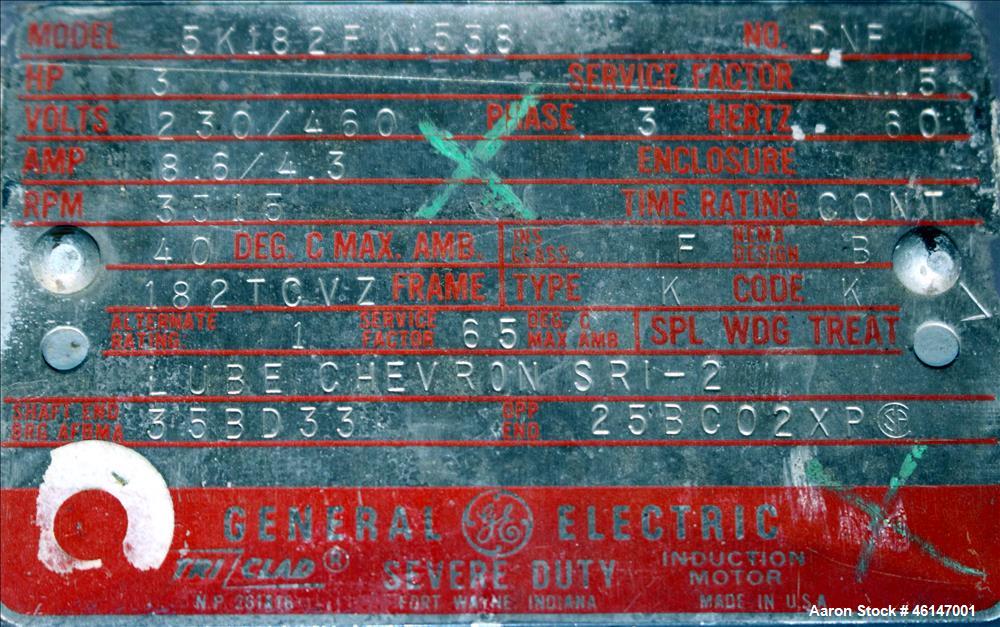 MODEL 5K182FN1538 NO. DNF
HP 3 SERVICE FACTOR 1.15
VOLTS 230/460 PHASE 3 HERTZ 60
AMP 8.6/4.3 ENCLOSURE
RPM TIME RATING CONT
40 DEG. C MAX. AMB. INS CLASS F NEMA DESIGN B
182TCVZ FRAME TYPE K CODE K
ALTERNATE RATING: 1 SERVICE FACTOR 65 DEG. C MAX AMB SPL WDG TREAT
LUBE CHEVRON SRI-2
SHAFT END BRG AFBMA 35BD33 OPP END 25BC02XP SA
GENERAL GE ELECTRIC
TRI/CLAD® SEVERE DUTY INDUCTION MOTOR
N.P. FORT WAYNE INDIANA MADE IN U.S.A.
Aaron Stock # 46147001